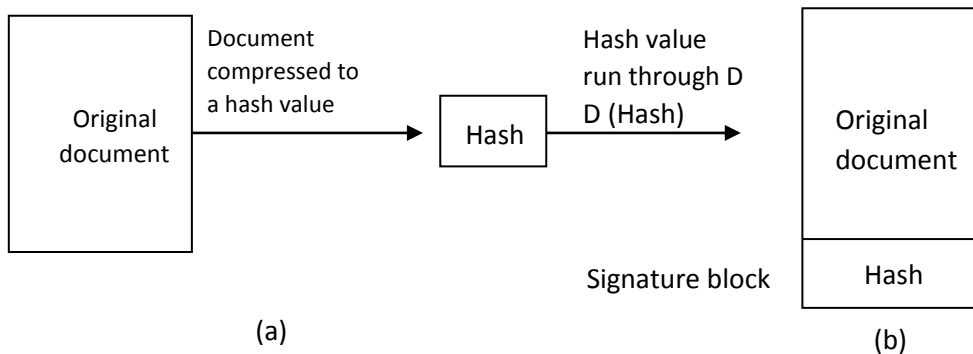 Original
document
Document
compressed to
a hash value
Hash
Hash value
run through D
D (Hash)
Original
document
Signature block
Hash
(a)
(b)